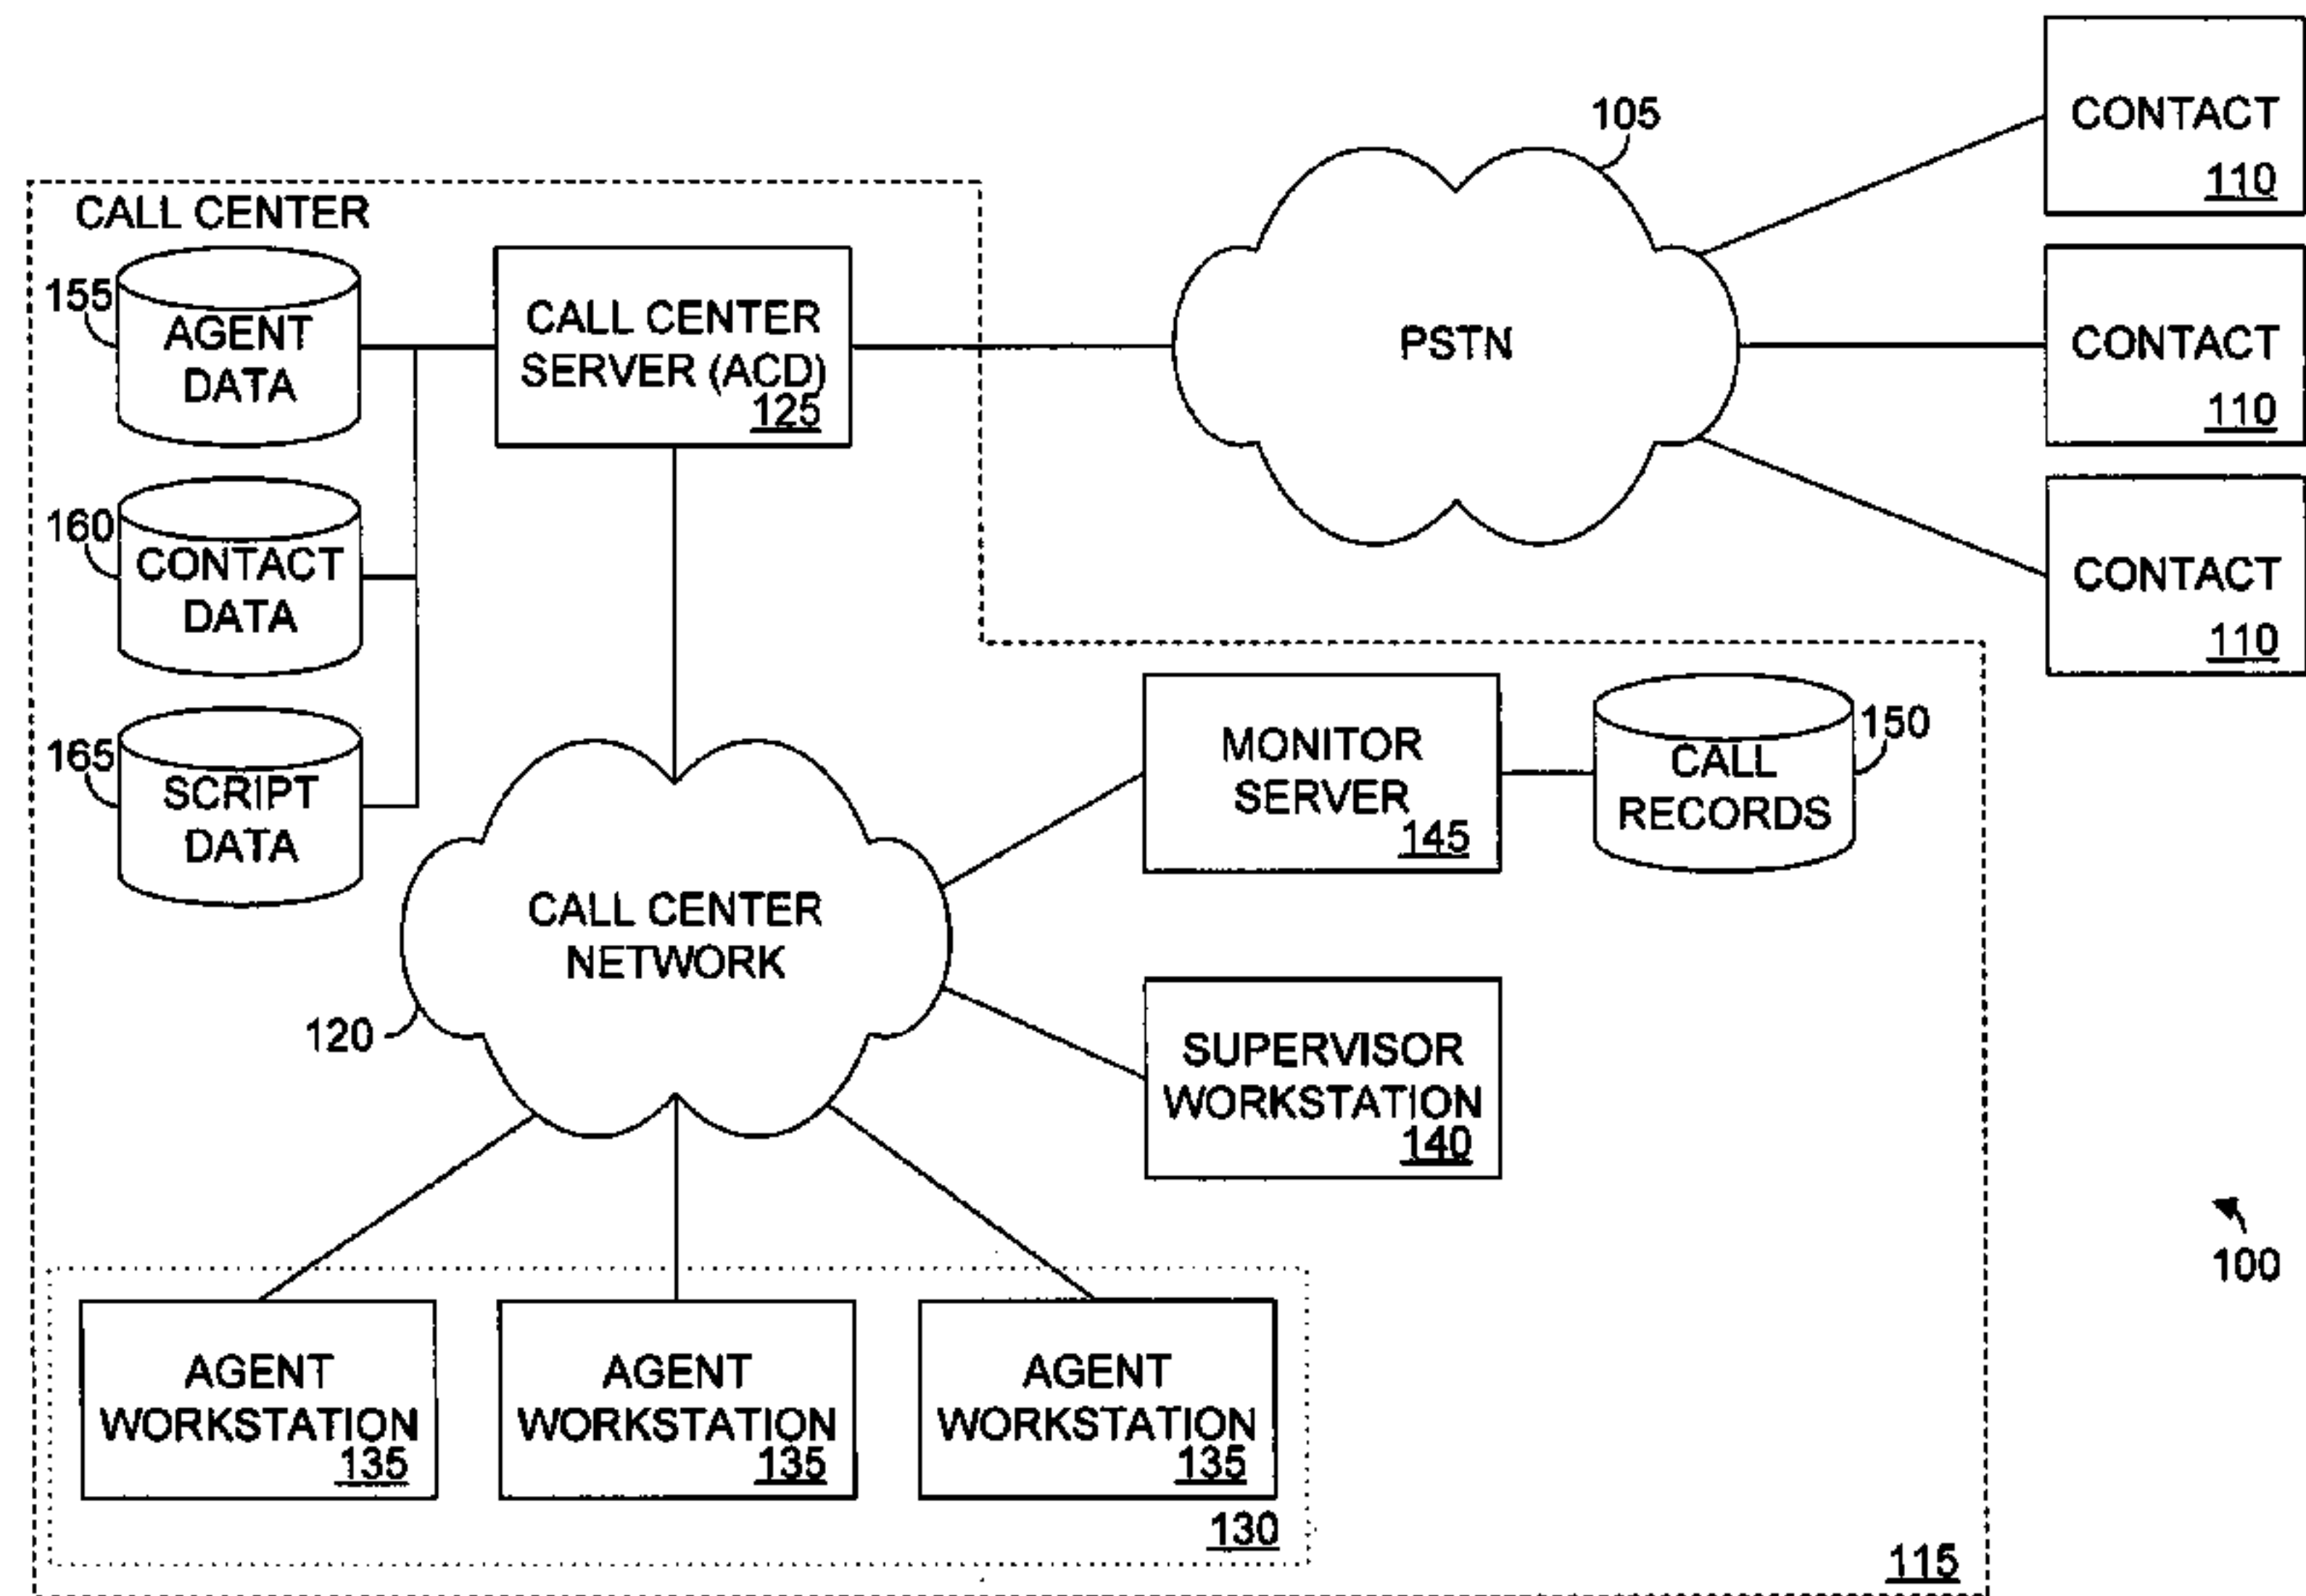 105
CONTACT
110
CALL CENTER
155
AGENT
DATA
CALL CENTER
SERVER (ACD)
125
PSTN
CONTACT
110
160
CONTACT
DATA
CONTACT
110
165
SCRIPT
DATA
MONITOR
SERVER
145
CALL
RECORDS
150
CALL CENTER
NETWORK
120
SUPERVISOR
WORKSTATION
140
100
AGENT
WORKSTATION
135
AGENT
WORKSTATION
135
AGENT
WORKSTATION
135
130
115